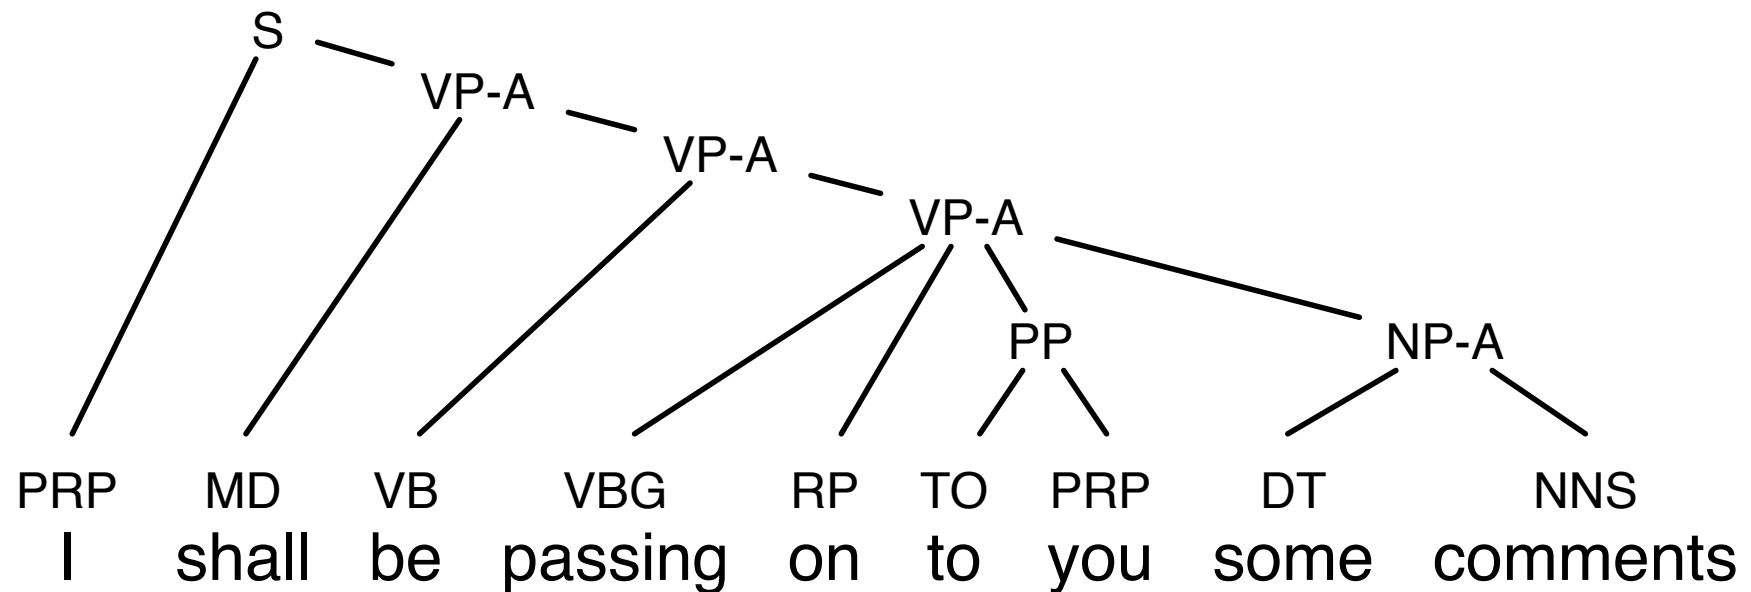 S
VP-A
VP-A
VP-A
PP NP-A
PRP MD VB VBG RP TO PRP DT NNS
I shall be passing on to you some comments